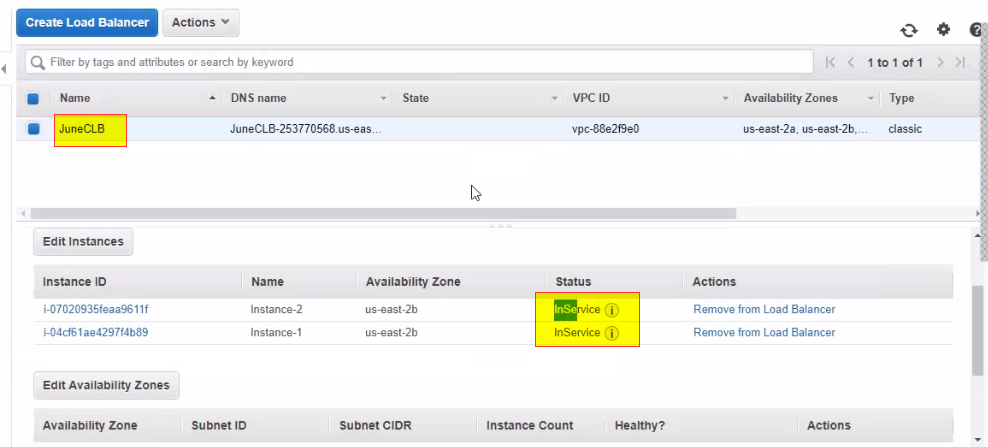 Create Load Balancer Actions
Filter by tags and attributes or search by keyword 1 to 1 of 1
Name DNS name State VPC ID Availability Zones Type
JuneCLB JuneCLB-253770568.us-eas... vpc-88e2f9e0 us-east-2a, us-east-2b,... classic
Edit Instances
Instance ID Name Availability Zone Status Actions
i-07020935feaa9611f Instance-2 us-east-2b InService Remove from Load Balancer
i-04cf61ae4297f4b89 Instance-1 us-east-2b InService Remove from Load Balancer
Edit Availability Zones
Availability Zone Subnet ID Subnet CIDR Instance Count Healthy? Actions